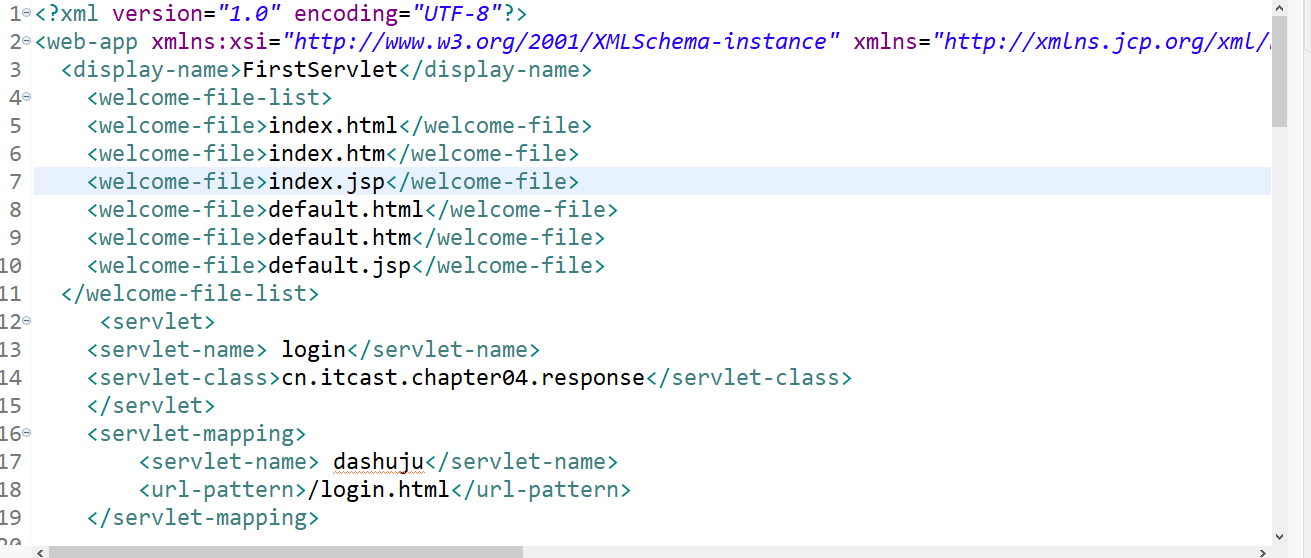 1 <?xml version="1.0" encoding="UTF-8"?>
2 <web-app xmlns:xsi="http://www.w3.org/2001/XMLSchema-instance" xmlns="http://xmlns.jcp.org/xml/
3 <display-name>FirstServlet</display-name>
4 <welcome-file-list>
5 <welcome-file>index.html</welcome-file>
6 <welcome-file>index.htm</welcome-file>
7 <welcome-file>index.jsp</welcome-file>
8 <welcome-file>default.html</welcome-file>
9 <welcome-file>default.htm</welcome-file>
10 <welcome-file>default.jsp</welcome-file>
11 </welcome-file-list>
12 <servlet>
13 <servlet-name> login</servlet-name>
14 <servlet-class>cn.itcast.chapter04.response</servlet-class>
15 </servlet>
16 <servlet-mapping>
17 <servlet-name> dashuju</servlet-name>
18 <url-pattern>/login.html</url-pattern>
19 </servlet-mapping>
20